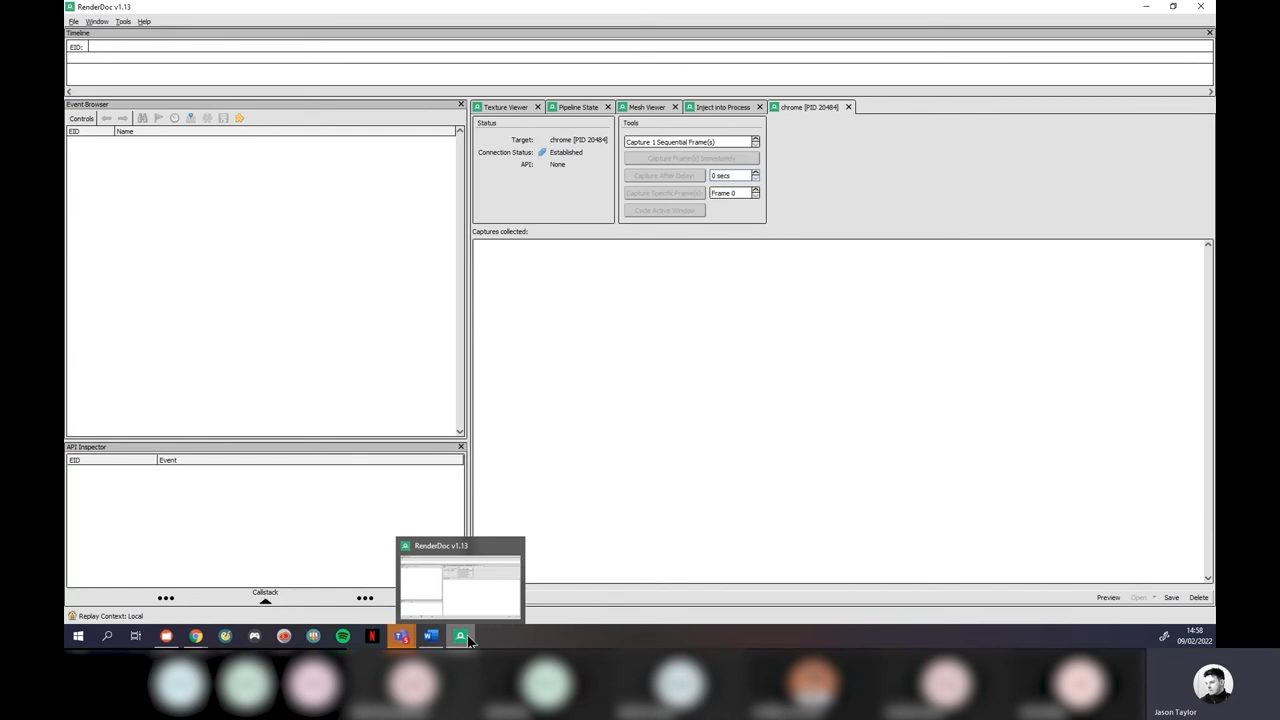 RenderDoc v1.13
File Window Tools Help
Timeline
EID:
Event Browser
Controls
EID Name
API Inspector
EID Event
Callstack
Replay Context: Local
Texture Viewer Pipeline State Mesh Viewer Inject into Process chrome [PID 20484]
Status
Target: chrome [PID 20484]
Connection Status: Established
API: None
Tools
Capture 1 Sequential Frame(s)
Capture Frame(s) Immediately
Capture After Delay: 0 secs
Capture Specific Frame(s): Frame 0
Cycle Active Window
Captures collected:
Preview Open Save Delete
RenderDoc v1.13
14:58
09/02/2022
Jason Taylor